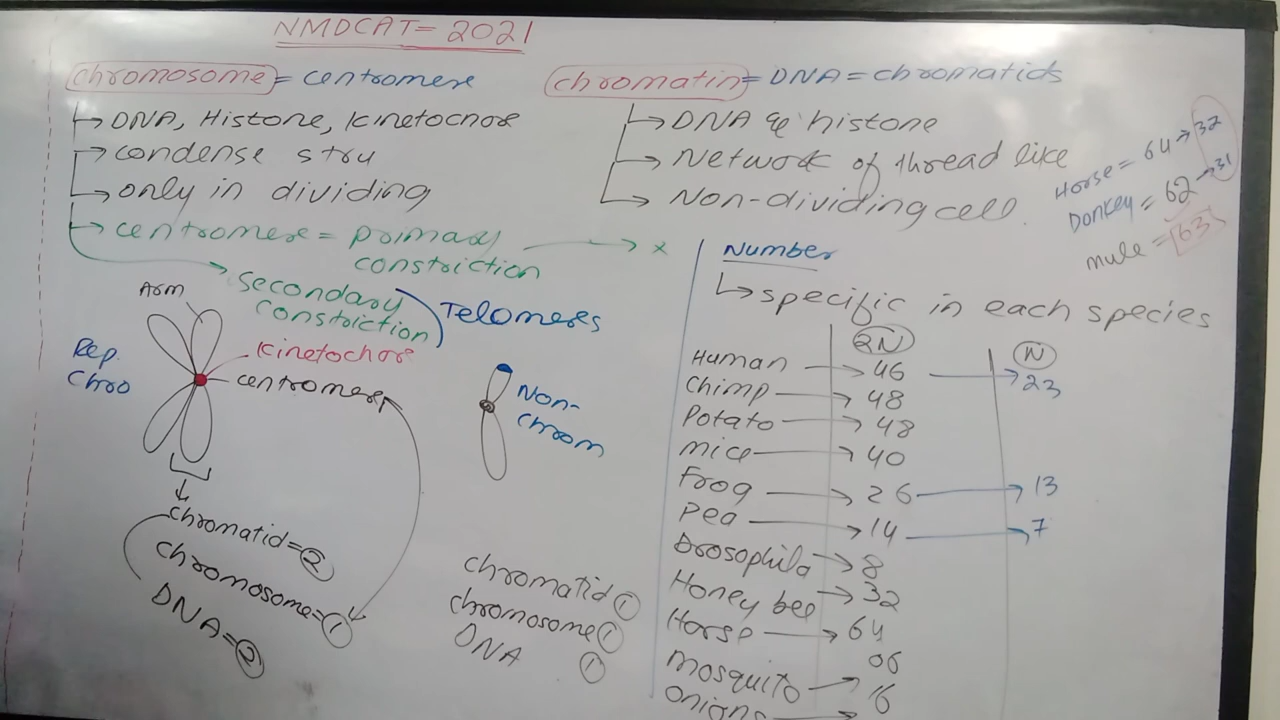 NMDCAT= 2021
chromosome = centromere
DNA, Histone, Kinetochore
condense stru
only in dividing
centromere = primary constriction → x
Secondary constriction
Telomeres
Arm
Kinetochore
centromere
Rep. Chro
chromatid = 2
chromosome = 1
DNA = 2
Non-chrom
chromatid 1
chromosome 1
DNA 1
chromatin = DNA = chromatids
DNA & histone
Network of thread like
Non-dividing cell.
Horse = 64 → 32
Donkey = 62 → 31
mule = 63
Number
specific in each species
2N N
Human → 46 → 23
Chimp → 48
Potato → 48
mice → 40
Frog → 26 → 13
Pea → 14 → 7
Drosophila → 8
Honey bee → 32
Horse → 64
Mosquito → 06
Onions → 16